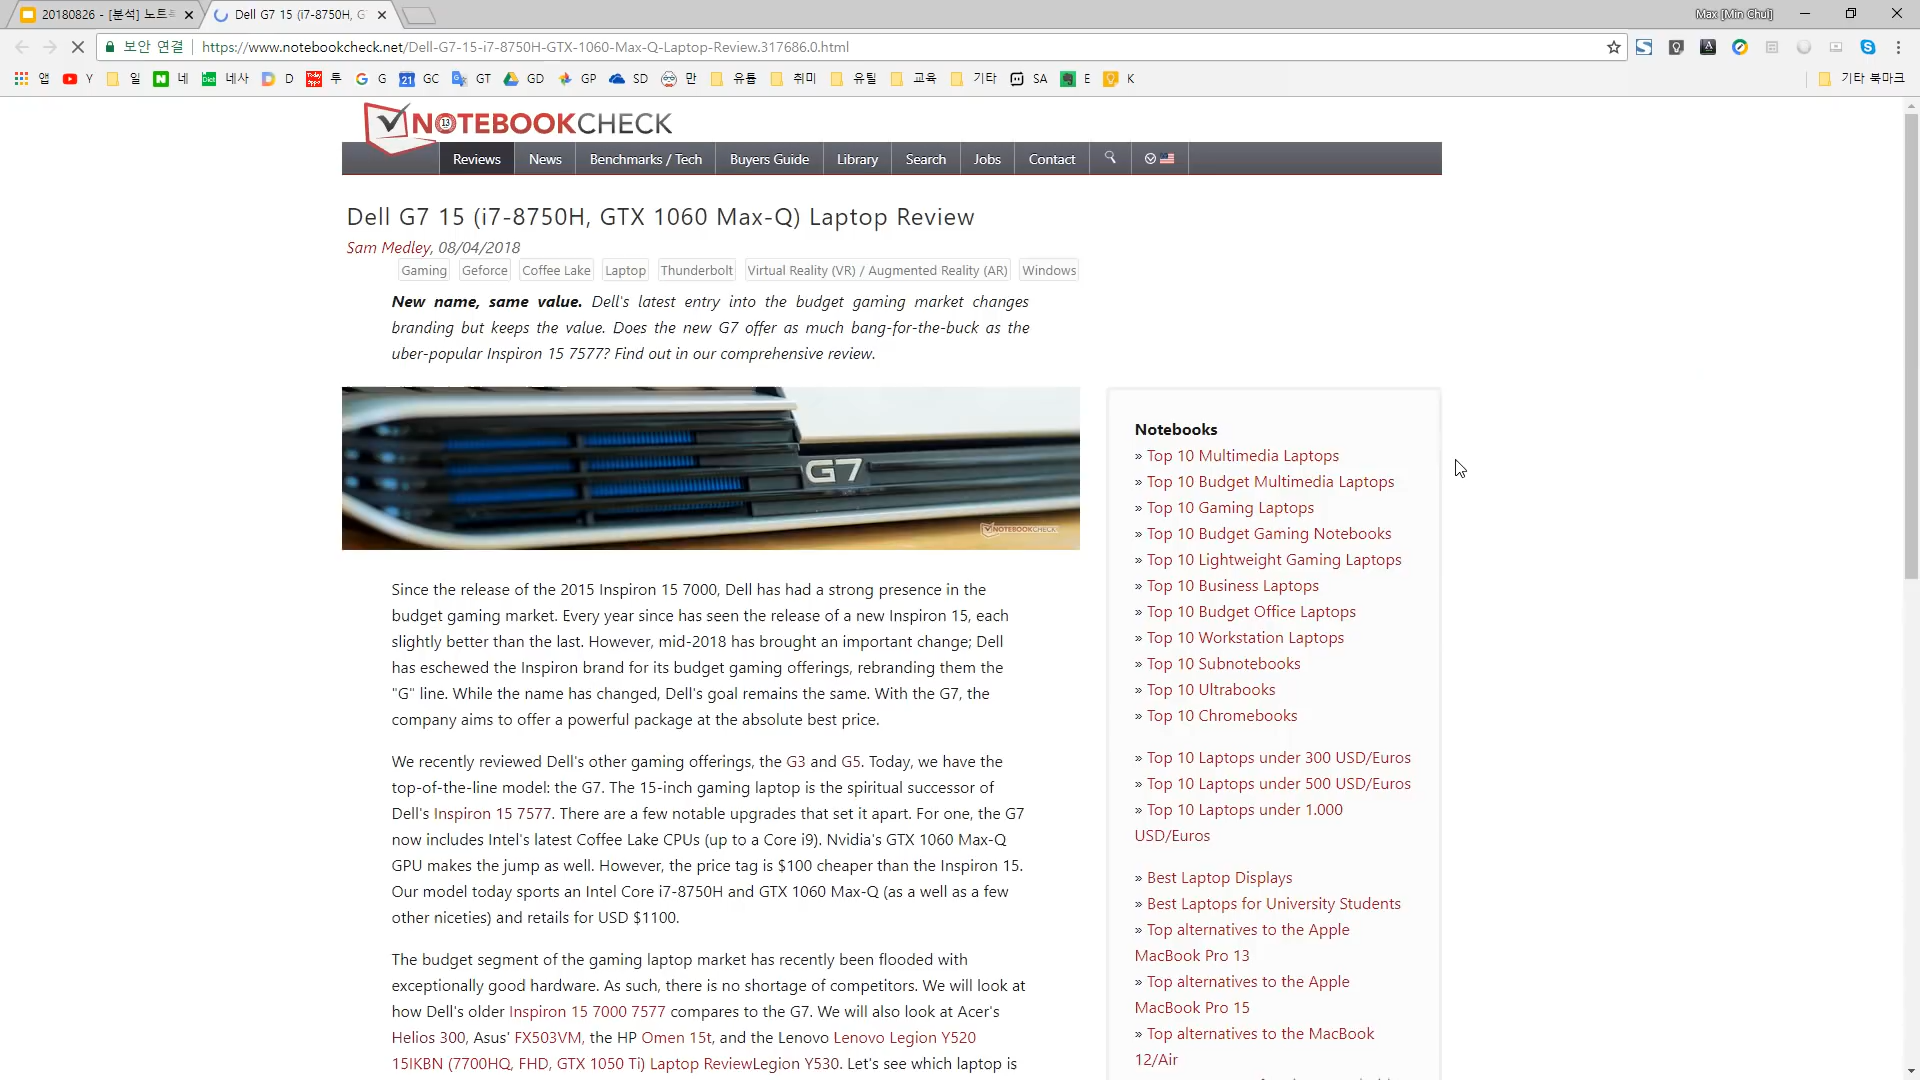 20180826 - [분석] 노트
Dell G7 15 (i7-8750H, G
Max [Min Chul]
보안 연결
https://www.notebookcheck.net/Dell-G7-15-i7-8750H-GTX-1060-Max-Q-Laptop-Review.317686.0.html
앱 Y 일 네 네사 D 투 G GC GT GD GP SD 만 유틉 취미 유틸 교육 기타 SA E K 기타 북마크
NOTEBOOKCHECK
Reviews News Benchmarks / Tech Buyers Guide Library Search Jobs Contact
Dell G7 15 (i7-8750H, GTX 1060 Max-Q) Laptop Review
Sam Medley, 08/04/2018
Gaming Geforce Coffee Lake Laptop Thunderbolt Virtual Reality (VR) / Augmented Reality (AR) Windows
New name, same value. Dell's latest entry into the budget gaming market changes
branding but keeps the value. Does the new G7 offer as much bang-for-the-buck as the
uber-popular Inspiron 15 7577? Find out in our comprehensive review.
G7
NOTEBOOKCHECK
Since the release of the 2015 Inspiron 15 7000, Dell has had a strong presence in the
budget gaming market. Every year since has seen the release of a new Inspiron 15, each
slightly better than the last. However, mid-2018 has brought an important change; Dell
has eschewed the Inspiron brand for its budget gaming offerings, rebranding them the
"G" line. While the name has changed, Dell's goal remains the same. With the G7, the
company aims to offer a powerful package at the absolute best price.
We recently reviewed Dell's other gaming offerings, the G3 and G5. Today, we have the
top-of-the-line model: the G7. The 15-inch gaming laptop is the spiritual successor of
Dell's Inspiron 15 7577. There are a few notable upgrades that set it apart. For one, the G7
now includes Intel's latest Coffee Lake CPUs (up to a Core i9). Nvidia's GTX 1060 Max-Q
GPU makes the jump as well. However, the price tag is $100 cheaper than the Inspiron 15.
Our model today sports an Intel Core i7-8750H and GTX 1060 Max-Q (as a well as a few
other niceties) and retails for USD $1100.
The budget segment of the gaming laptop market has recently been flooded with
exceptionally good hardware. As such, there is no shortage of competitors. We will look at
how Dell's older Inspiron 15 7000 7577 compares to the G7. We will also look at Acer's
Helios 300, Asus' FX503VM, the HP Omen 15t, and the Lenovo Lenovo Legion Y520
15IKBN (7700HQ, FHD, GTX 1050 Ti) Laptop ReviewLegion Y530. Let's see which laptop is
Notebooks
» Top 10 Multimedia Laptops
» Top 10 Budget Multimedia Laptops
» Top 10 Gaming Laptops
» Top 10 Budget Gaming Notebooks
» Top 10 Lightweight Gaming Laptops
» Top 10 Business Laptops
» Top 10 Budget Office Laptops
» Top 10 Workstation Laptops
» Top 10 Subnotebooks
» Top 10 Ultrabooks
» Top 10 Chromebooks
» Top 10 Laptops under 300 USD/Euros
» Top 10 Laptops under 500 USD/Euros
» Top 10 Laptops under 1.000
USD/Euros
» Best Laptop Displays
» Best Laptops for University Students
» Top alternatives to the Apple
MacBook Pro 13
» Top alternatives to the Apple
MacBook Pro 15
» Top alternatives to the MacBook
12/Air